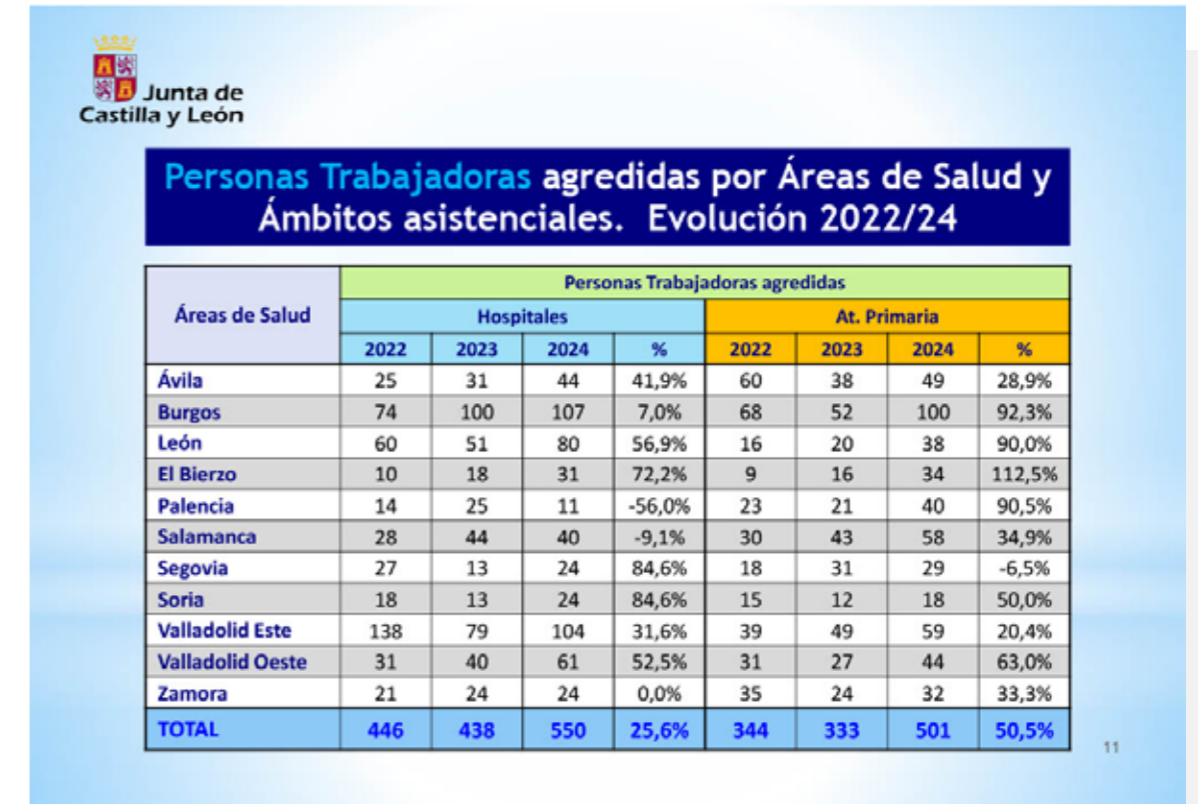 Junta de
Castilla y León
Personas Trabajadoras agredidas por Áreas de Salud y
Ámbitos asistenciales. Evolución 2022/24
Áreas de Salud
Personas Trabajadoras agredidas
Hospitales At. Primaria
2022 2023 2024 % 2022 2023 2024 %
Ávila 25 31 44 41,9% 60 38 49 28,9%
Burgos 74 100 107 7,0% 68 52 100 92,3%
León 60 51 80 56,9% 16 20 38 90,0%
El Bierzo 10 18 31 72,2% 9 16 34 112,5%
Palencia 14 25 11 -56,0% 23 21 40 90,5%
Salamanca 28 44 40 -9,1% 30 43 58 34,9%
Segovia 27 13 24 84,6% 18 31 29 -6,5%
Soria 18 13 24 84,6% 15 12 18 50,0%
Valladolid Este 138 79 104 31,6% 39 49 59 20,4%
Valladolid Oeste 31 40 61 52,5% 31 27 44 63,0%
Zamora 21 24 24 0,0% 35 24 32 33,3%
TOTAL 446 438 550 25,6% 344 333 501 50,5%
11